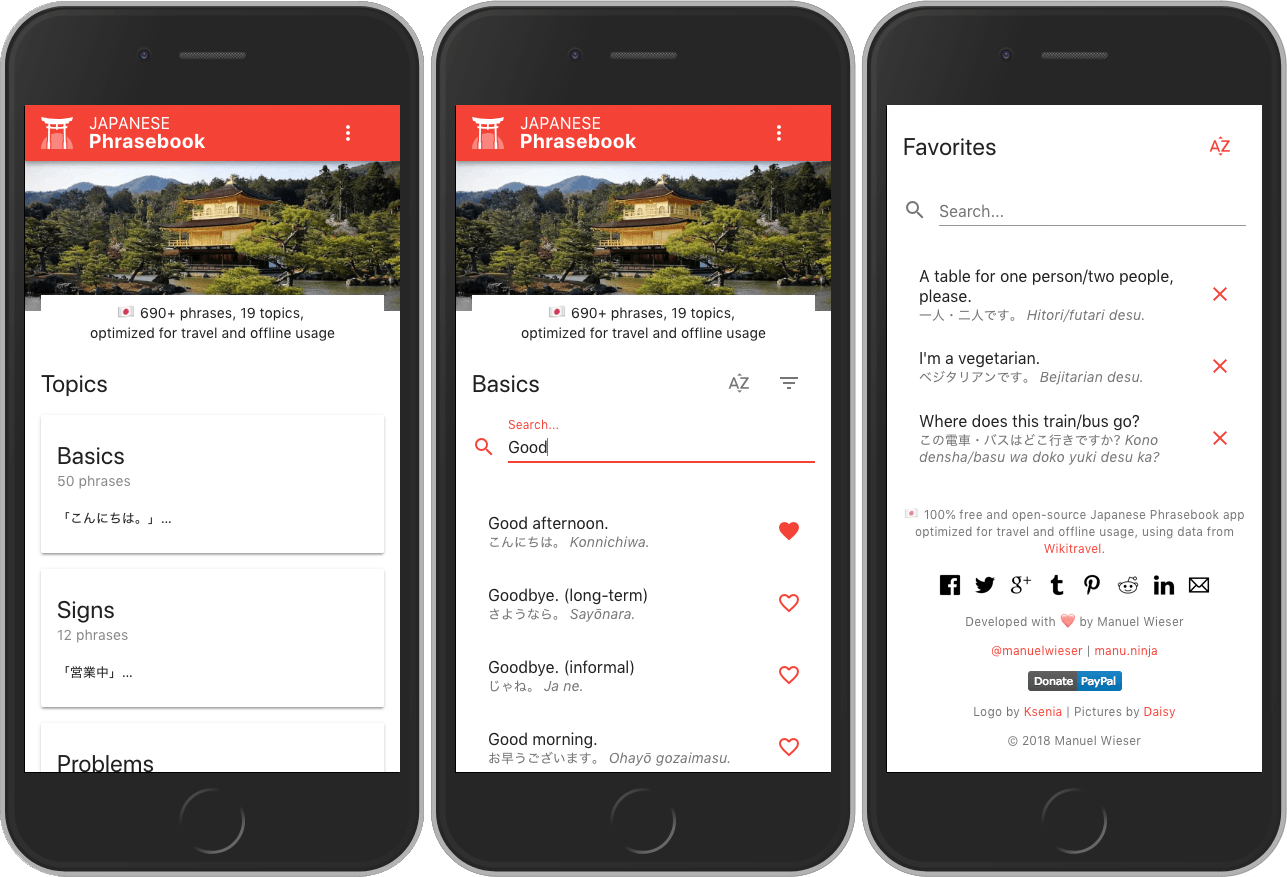 JAPANESE
Phrasebook
🇯🇵 690+ phrases, 19 topics,
optimized for travel and offline usage
Topics
Basics
50 phrases
「こんにちは。」...
Signs
12 phrases
「営業中」...
Problems
JAPANESE
Phrasebook
🇯🇵 690+ phrases, 19 topics,
optimized for travel and offline usage
Basics
AZ
Search...
Good
Good afternoon.
こんにちは。 Konnichiwa.
Goodbye. (long-term)
さようなら。 Sayōnara.
Goodbye. (informal)
じゃね。 Ja ne.
Good morning.
お早うございます。 Ohayō gozaimasu.
Favorites
AZ
Search...
A table for one person/two people,
please.
一人・二人です。 Hitori/futari desu.
I'm a vegetarian.
ベジタリアンです。 Bejitarian desu.
Where does this train/bus go?
この電車・バスはどこ行きですか? Kono
densha/basu wa doko yuki desu ka?
🇯🇵 100% free and open-source Japanese Phrasebook app
optimized for travel and offline usage, using data from
Wikitravel.
Developed with ❤️ by Manuel Wieser
@manuelwieser | manu.ninja
Donate PayPal
Logo by Ksenia | Pictures by Daisy
© 2018 Manuel Wieser